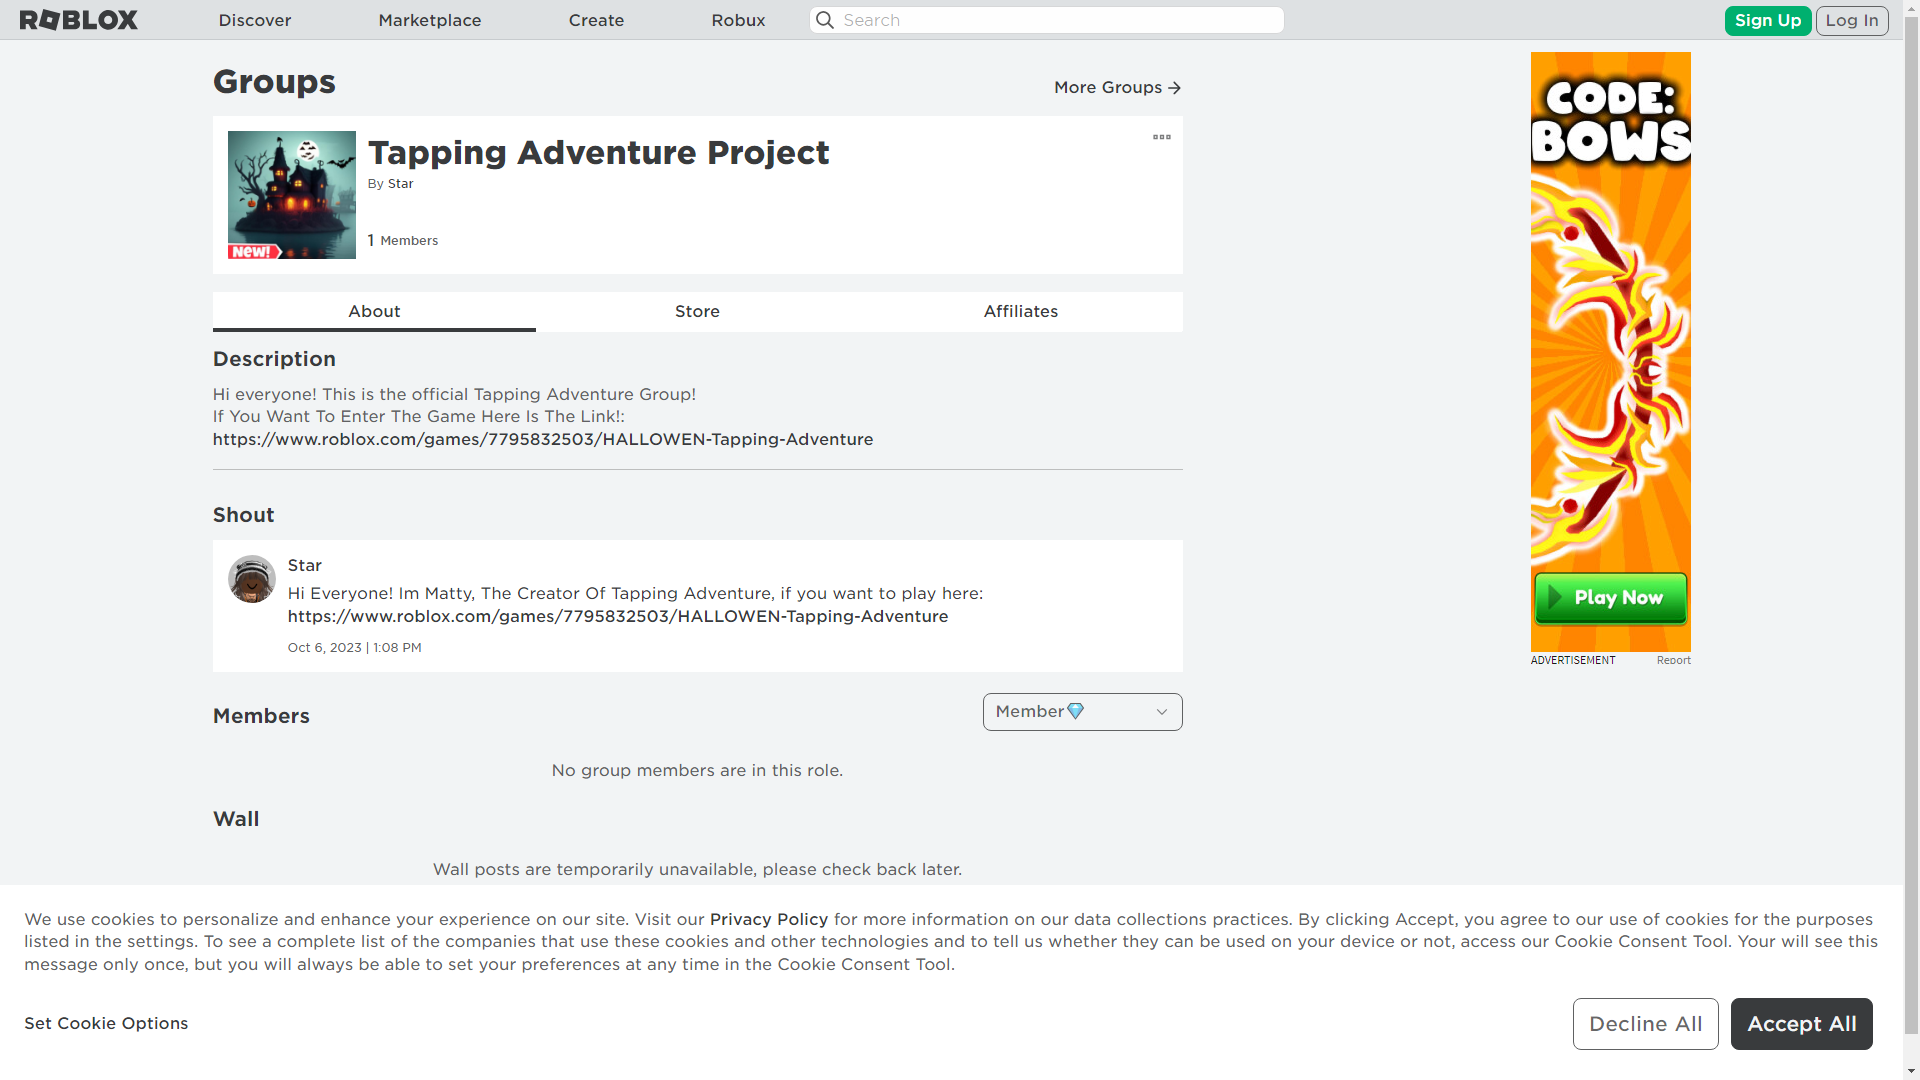 ROBLOX
Discover
Marketplace
Create
Robux
Search
Sign Up
Log In
Groups
More Groups
Tapping Adventure Project
By Star
1 Members
New!
About
Store
Affiliates
Description
Hi everyone! This is the official Tapping Adventure Group!
If You Want To Enter The Game Here Is The Link!:
https://www.roblox.com/games/7795832503/HALLOWEN-Tapping-Adventure
Shout
Star
Hi Everyone! Im Matty, The Creator Of Tapping Adventure, if you want to play here:
https://www.roblox.com/games/7795832503/HALLOWEN-Tapping-Adventure
Oct 6, 2023 | 1:08 PM
Members
Member💎
No group members are in this role.
Wall
Wall posts are temporarily unavailable, please check back later.
CODE:
BOWS
Play Now
ADVERTISEMENT
Report
We use cookies to personalize and enhance your experience on our site. Visit our Privacy Policy for more information on our data collections practices. By clicking Accept, you agree to our use of cookies for the purposes
listed in the settings. To see a complete list of the companies that use these cookies and other technologies and to tell us whether they can be used on your device or not, access our Cookie Consent Tool. Your will see this
message only once, but you will always be able to set your preferences at any time in the Cookie Consent Tool.
Set Cookie Options
Decline All
Accept All